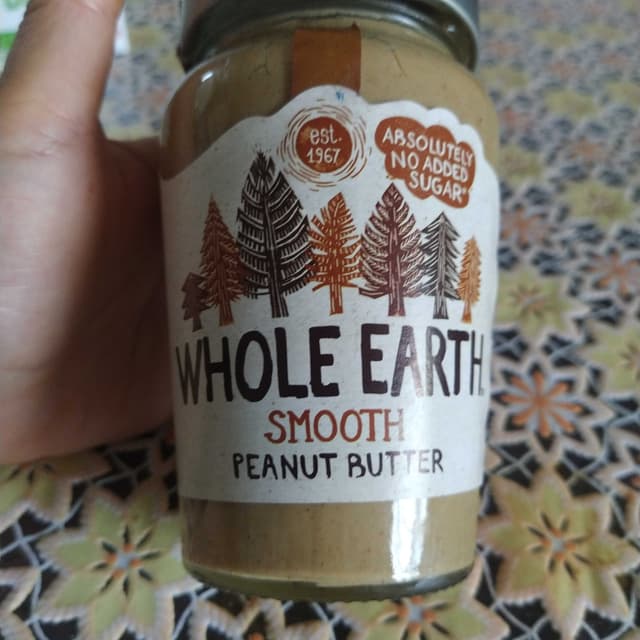 est.
1967
ABSOLUTELY
NO ADDED
SUGAR*
WHOLE EARTH
SMOOTH
PEANUT BUTTER